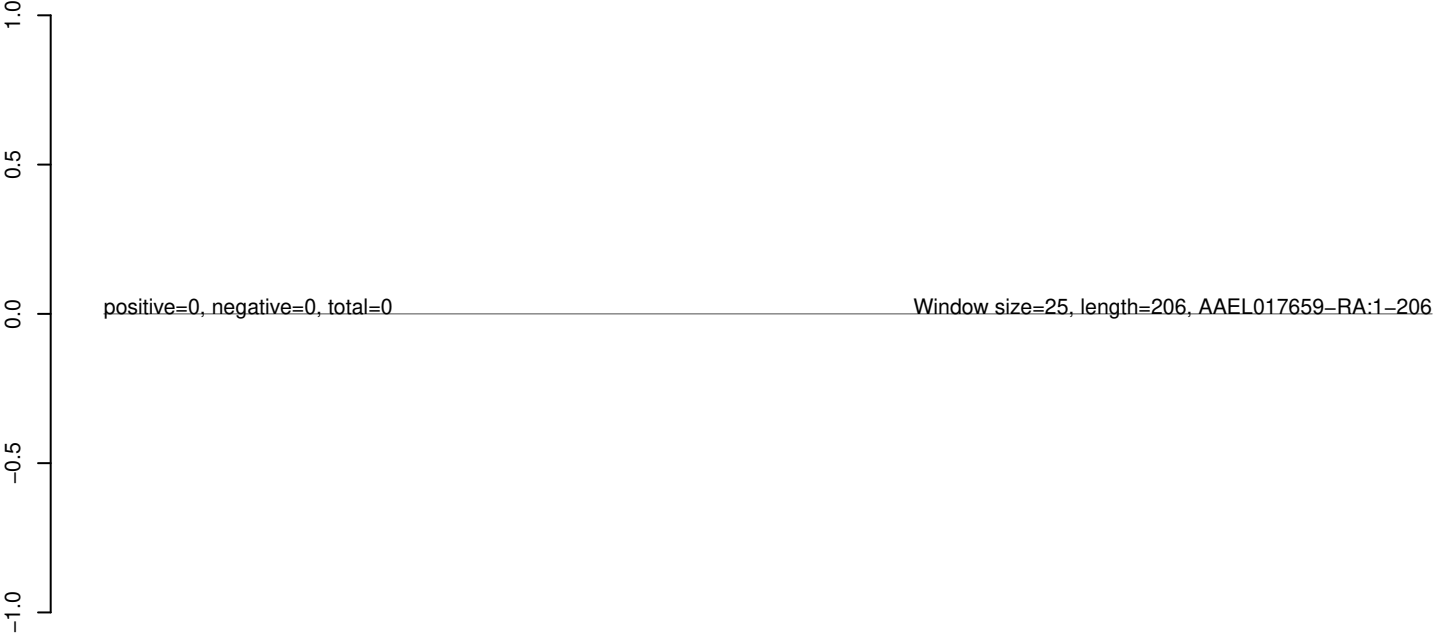 1.0
0.5
0.0
−0.5
−1.0
positive=0, negative=0, total=0
Window size=25, length=206, AAEL017659−RA:1−206